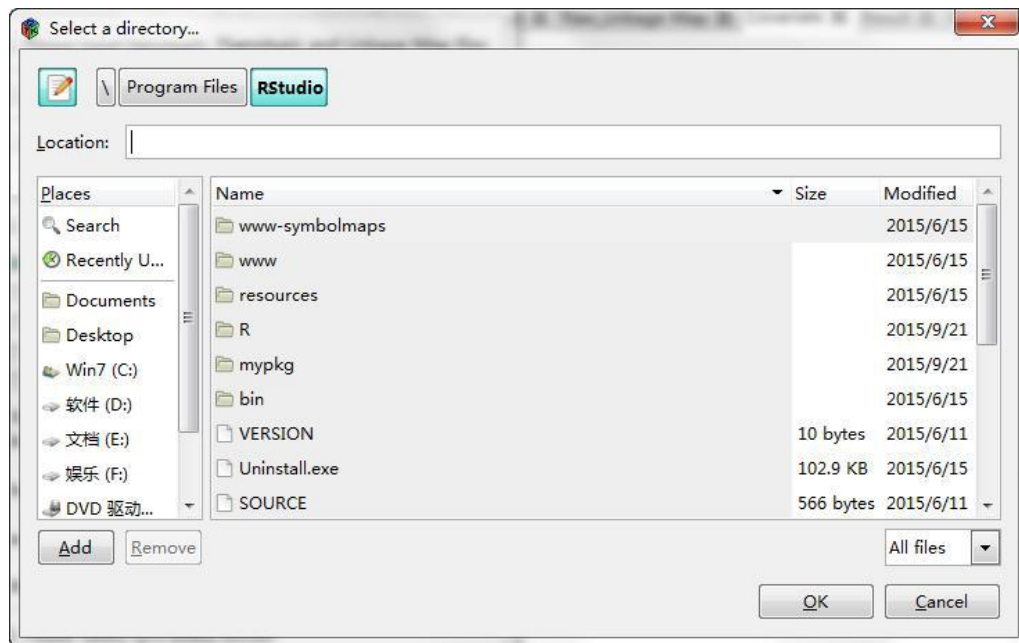 Select a directory...
\ Program Files RStudio
Location:
Places
Search
Recently U...
Documents
Desktop
Win7 (C:)
软件 (D:)
文档 (E:)
娱乐 (F:)
DVD 驱动...
Name Size Modified
www-symbolmaps 2015/6/15
www 2015/6/15
resources 2015/6/15
R 2015/9/21
mypkg 2015/9/21
bin 2015/6/15
VERSION 10 bytes 2015/6/11
Uninstall.exe 102.9 KB 2015/6/15
SOURCE 566 bytes 2015/6/11
Add Remove
All files
OK Cancel